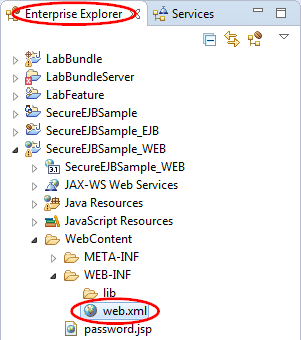 Enterprise Explorer Services
LabBundle
LabBundleServer
LabFeature
SecureEJBSample
SecureEJBSample_EJB
SecureEJBSample_WEB
3.1 SecureEJBSample_WEB
JAX-WS Web Services
Java Resources
JavaScript Resources
WebContent
META-INF
WEB-INF
lib
web.xml
password.jsp